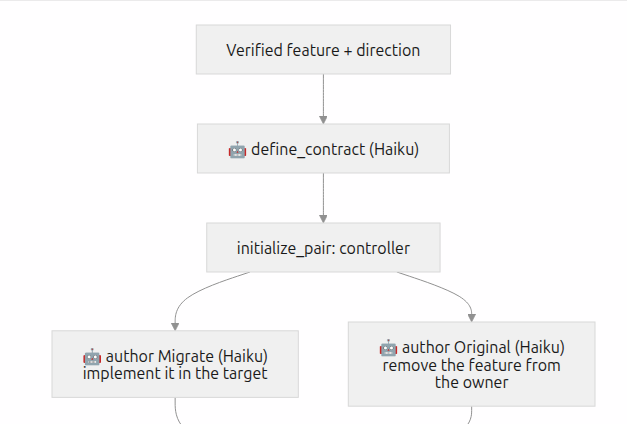 Verified feature + direction
🤖 define_contract (Haiku)
initialize_pair: controller
🤖 author Migrate (Haiku)
implement it in the target
🤖 author Original (Haiku)
remove the feature from
the owner